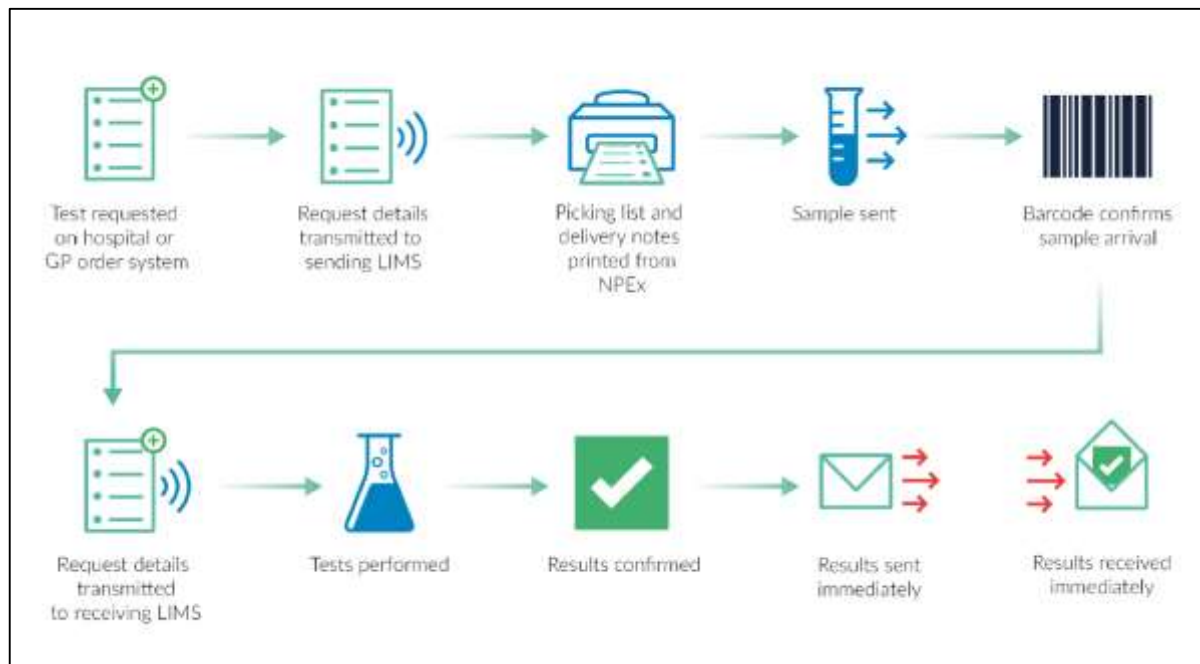 Test requested
on hospital or
GP order system
Request details
transmitted to
sending LIMS
Picking list and
delivery notes
printed from
NPEx
Sample sent
Barcode confirms
sample arrival
Request details
transmitted
to receiving LIMS
Tests performed
Results confirmed
Results sent
immediately
Results received
immediately